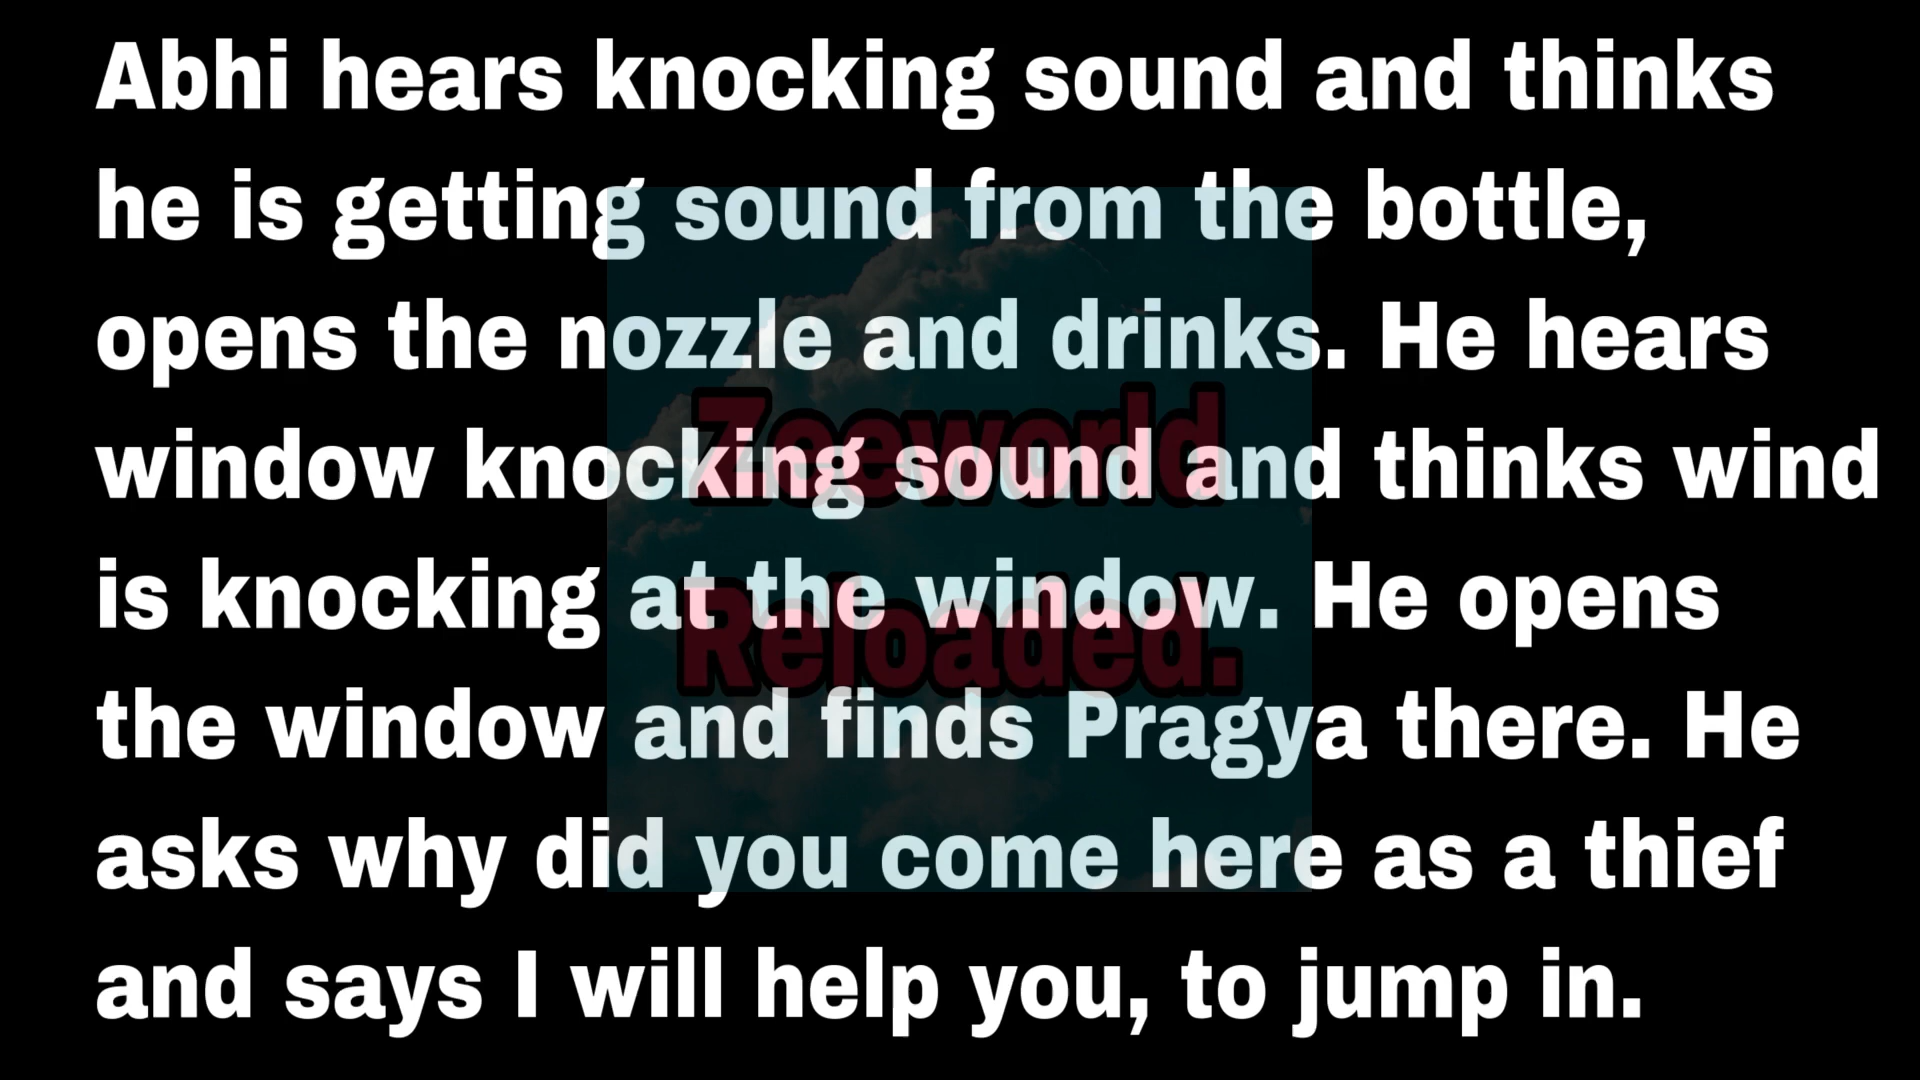 Abhi hears knocking sound and thinks
he is getting sound from the bottle,
opens the nozzle and drinks. He hears
window knocking sound and thinks wind
is knocking at the window. He opens
the window and finds Pragya there. He
asks why did you come here as a thief
and says I will help you, to jump in.
Zeeworld
Reloaded.